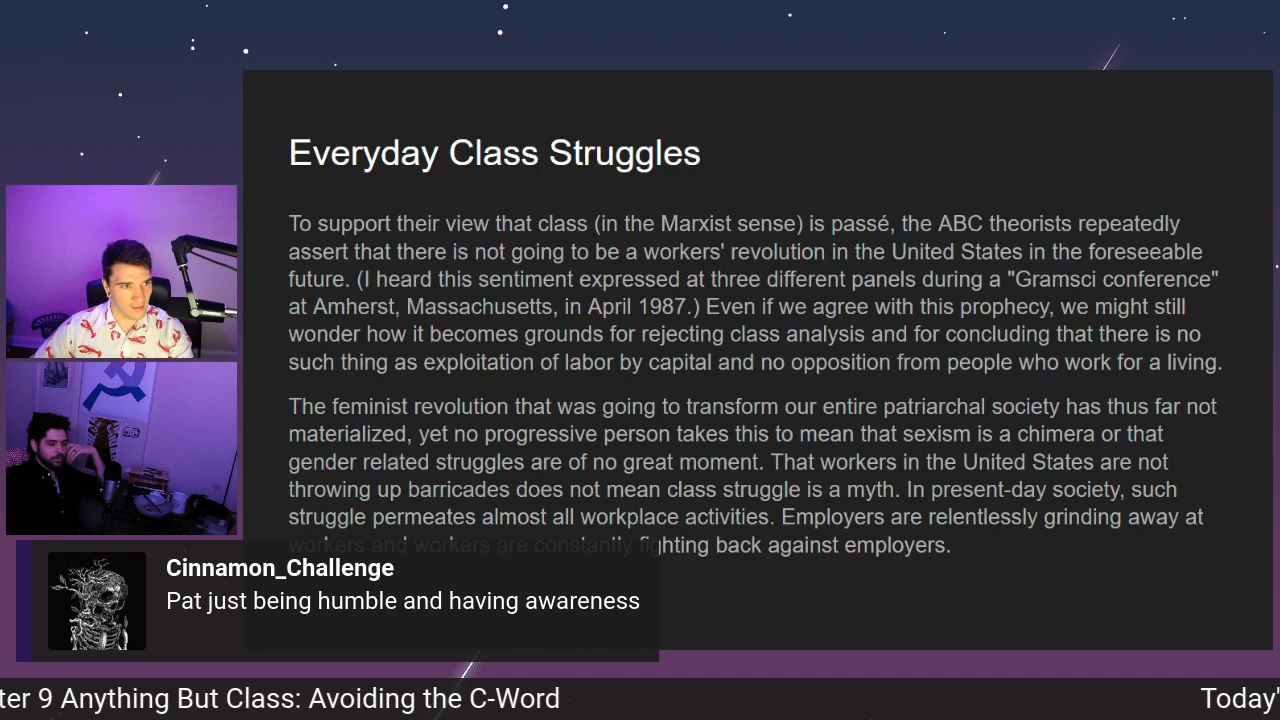 Everyday Class Struggles
To support their view that class (in the Marxist sense) is passé, the ABC theorists repeatedly
assert that there is not going to be a workers' revolution in the United States in the foreseeable
future. (I heard this sentiment expressed at three different panels during a "Gramsci conference"
at Amherst, Massachusetts, in April 1987.) Even if we agree with this prophecy, we might still
wonder how it becomes grounds for rejecting class analysis and for concluding that there is no
such thing as exploitation of labor by capital and no opposition from people who work for a living.
The feminist revolution that was going to transform our entire patriarchal society has thus far not
materialized, yet no progressive person takes this to mean that sexism is a chimera or that
gender related struggles are of no great moment. That workers in the United States are not
throwing up barricades does not mean class struggle is a myth. In present-day society, such
struggle permeates almost all workplace activities. Employers are relentlessly grinding away at
workers and workers are constantly fighting back against employers.
Cinnamon_Challenge
Pat just being humble and having awareness
ter 9 Anything But Class: Avoiding the C-Word
Today'